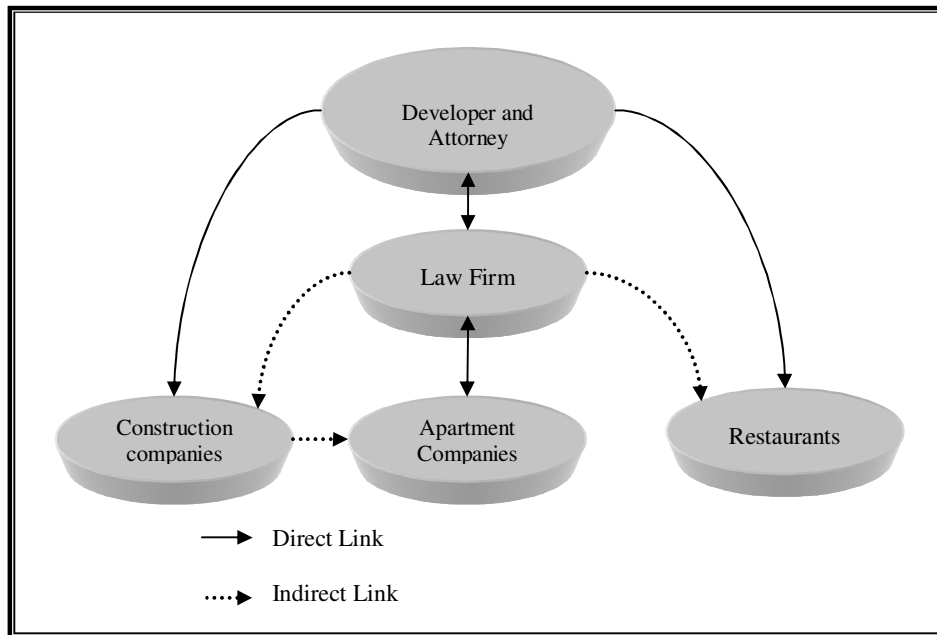 Developer and
Attorney
Law Firm
Construction
companies
Apartment
Companies
Restaurants
Direct Link
Indirect Link